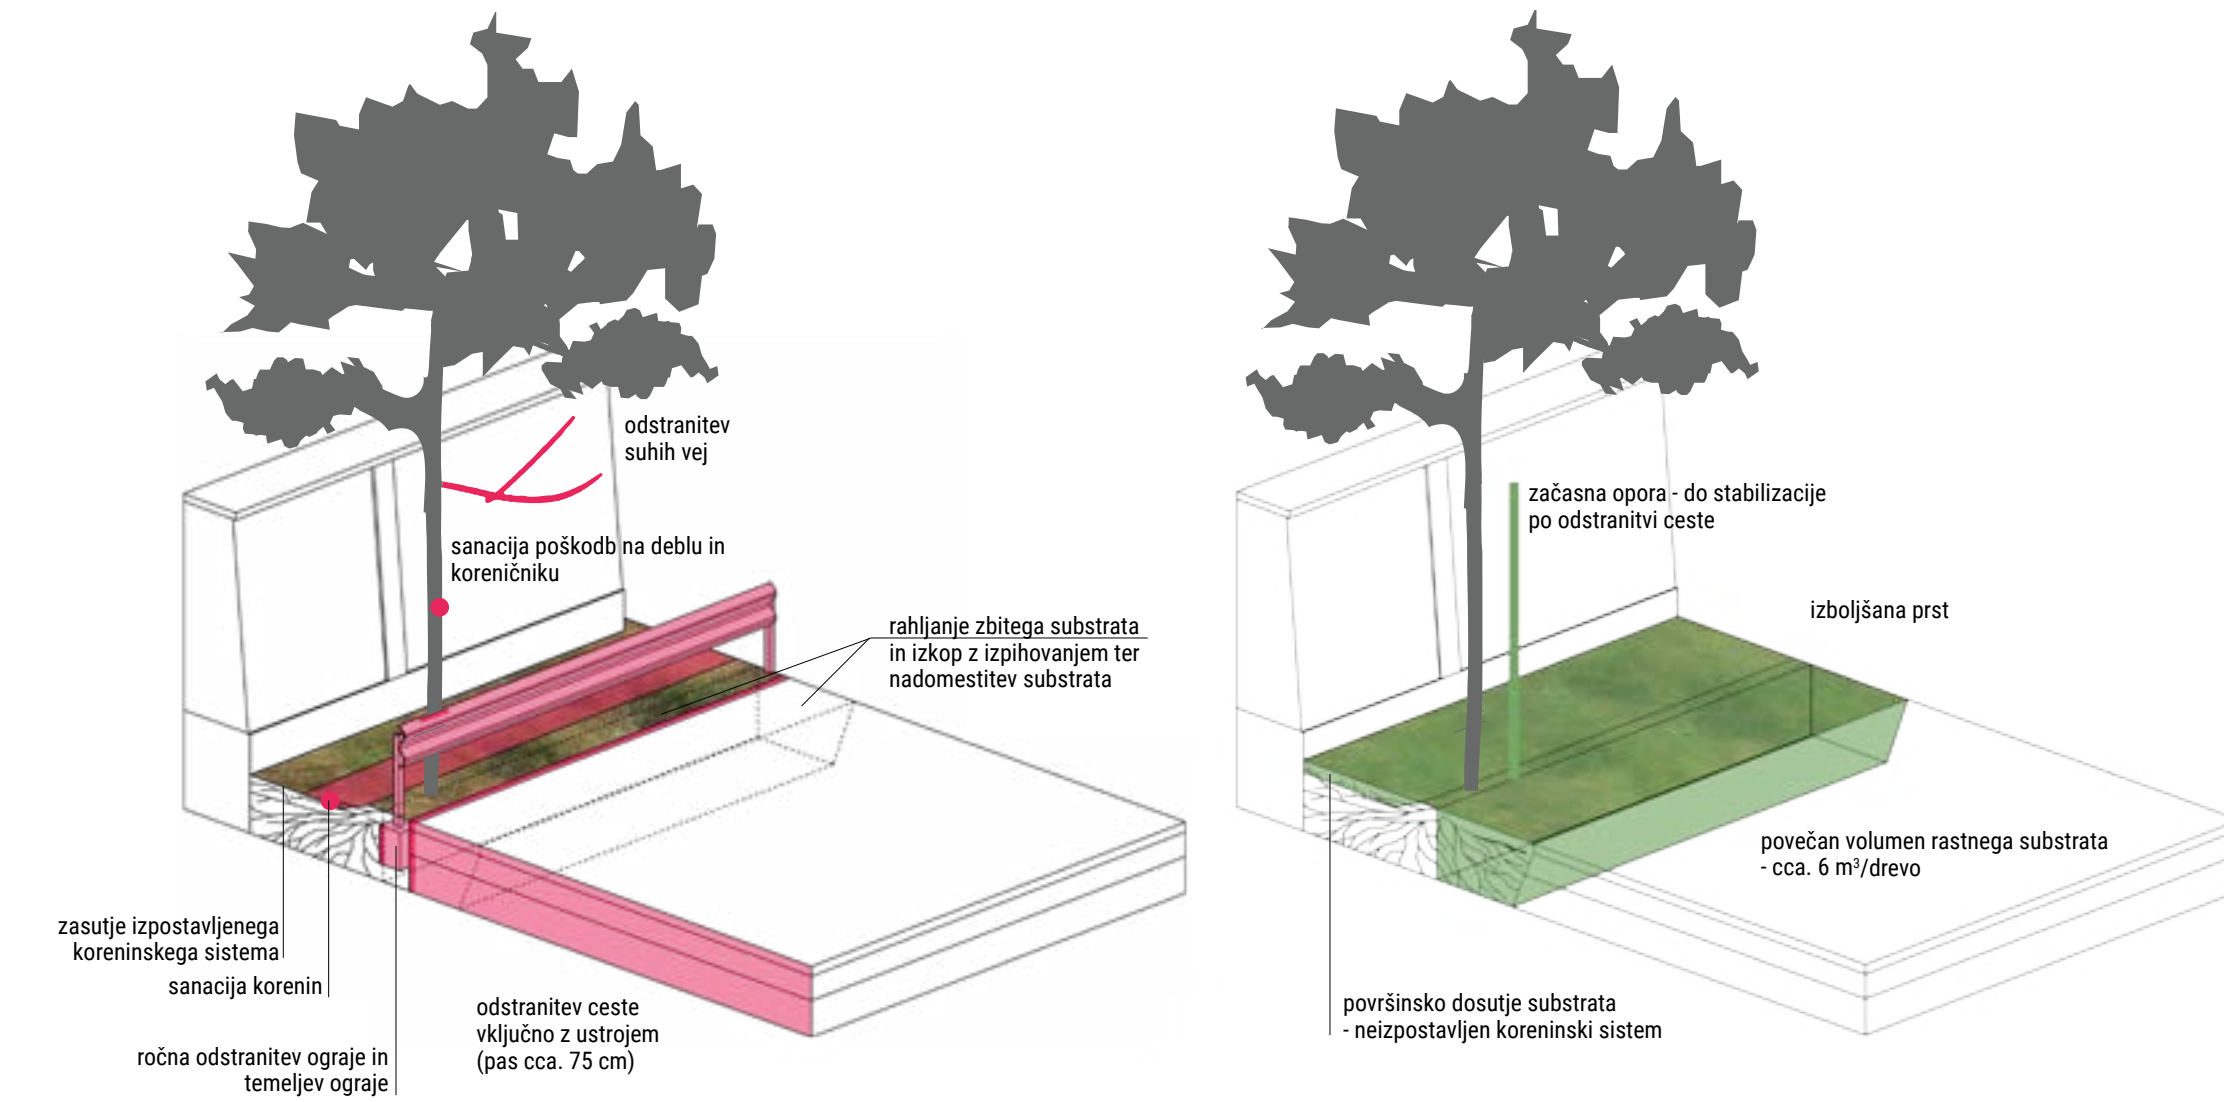 odstranitev
suhih vej
sanacija poškodb na deblu in
koreničniku
rahljanje zbitega substrata
in izkop z izpihovanjem ter
nadomestitev substrata
zasutje izpostavljenega
koreninskega sistema
sanacija korenin
ročna odstranitev ograje in
temeljev ograje
odstranitev ceste
vključno z ustrojem
(pas cca. 75 cm)
začasna opora - do stabilizacije
po odstranitvi ceste
izboljšana prst
povečan volumen rastnega substrata
- cca. 6 m³/drevo
površinsko dosutje substrata
- neizpostavljen koreninski sistem